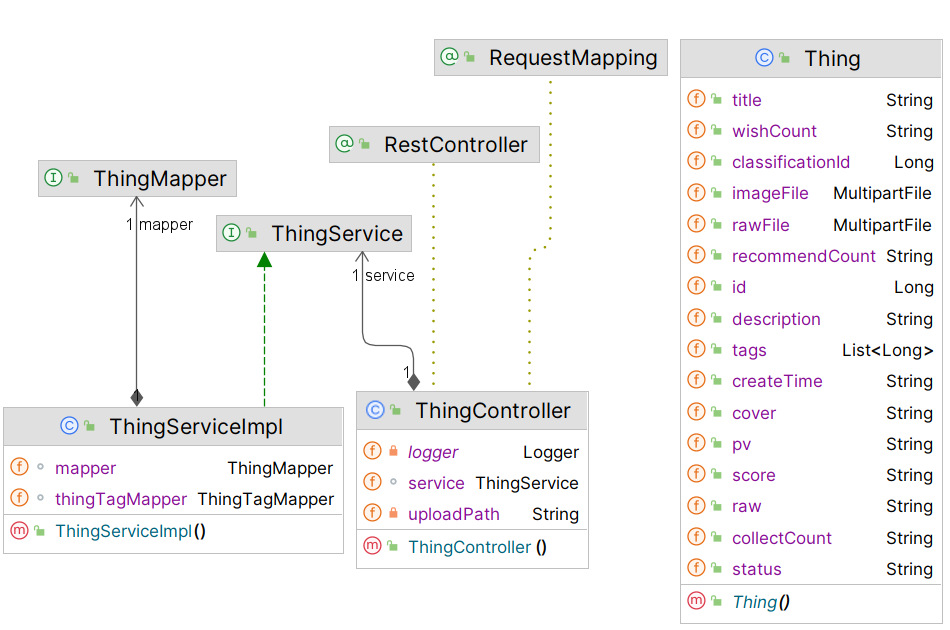 RequestMapping
RestController
ThingMapper
1 mapper
ThingService
1 service
1
1
ThingServiceImpl
mapper ThingMapper
thingTagMapper ThingTagMapper
ThingServiceImpl()
ThingController
logger Logger
service ThingService
uploadPath String
ThingController ()
Thing
title String
wishCount String
classificationId Long
imageFile MultipartFile
rawFile MultipartFile
recommendCount String
id Long
description String
tags List<Long>
createTime String
cover String
pv String
score String
raw String
collectCount String
status String
Thing()